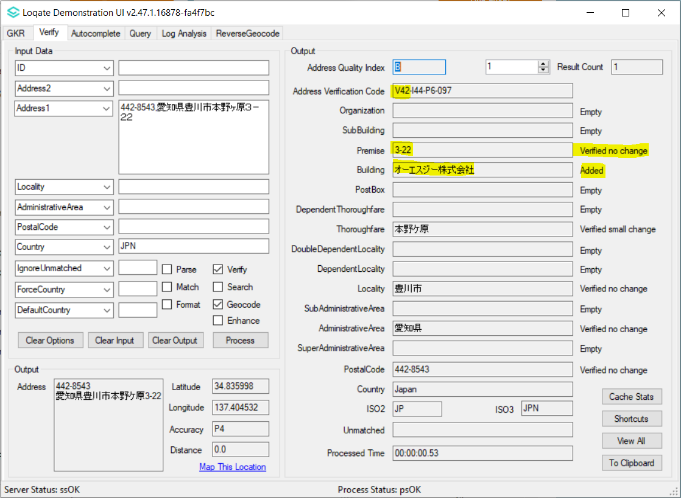 Loqate Demonstration UI v2.47.1.16878-fa4f7bc
GKR Verify Autocomplete Query Log Analysis ReverseGeocode
Input Data
ID
Address2
Address1 442-8543,愛知県豊川市本野ヶ原3－
22
Locality
AdministrativeArea
PostalCode
Country JPN
IgnoreUnmatched Parse Verify
ForceCountry Match Search
DefaultCountry Format Geocode
Enhance
Clear Options Clear Input Clear Output Process
Output
Address 442-8543
愛知県豊川市本野ケ原3-22
Latitude 34.835998
Longitude 137.404532
Accuracy P4
Distance 0.0
Map This Location
Output
Address Quality Index B 1 Result Count 1
Address Verification Code V42-I44-P6-097
Organization Empty
SubBuilding Empty
Premise 3-22 Verified no change
Building オーエスジー株式会社 Added
PostBox Empty
DependentThoroughfare Empty
Thoroughfare 本野ケ原 Verified small change
DoubleDependentLocality Empty
DependentLocality Empty
Locality 豊川市 Verified no change
SubAdministrativeArea Empty
AdministrativeArea 愛知県 Verified no change
SuperAdministrativeArea Empty
PostalCode 442-8543 Verified no change
Country Japan
ISO2 JP ISO3 JPN
Unmatched
Processed Time 00:00:00.53
Cache Stats
Shortcuts
View All
To Clipboard
Server Status: ssOK Process Status: psOK